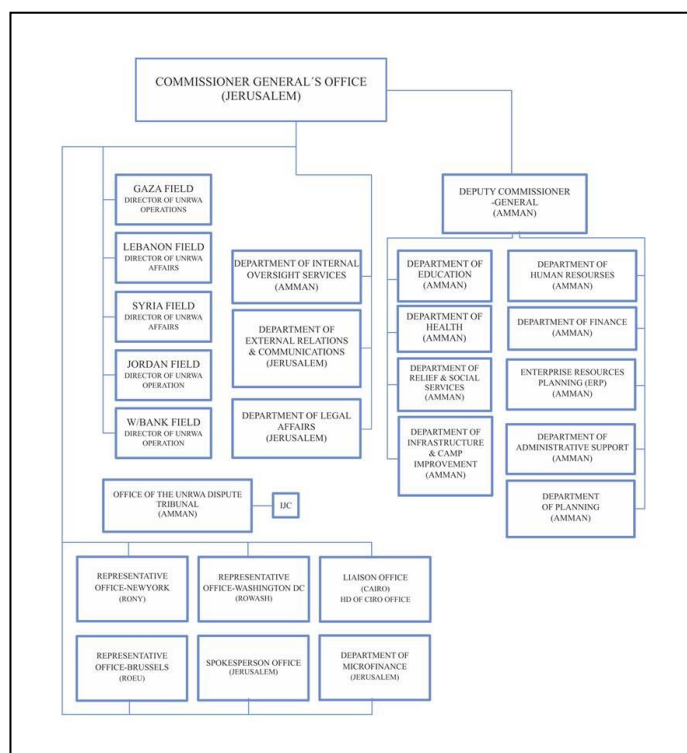 COMMISSIONER GENERAL´S OFFICE
(JERUSALEM)
GAZA FIELD
DIRECTOR OF UNRWA
OPERATIONS
LEBANON FIELD
DIRECTOR OF UNRWA
AFFAIRS
SYRIA FIELD
DIRECTOR OF UNRWA
AFFAIRS
JORDAN FIELD
DIRECTOR OF UNRWA
OPERATION
W/BANK FIELD
DIRECTOR OF UNRWA
OPERATION
DEPARTMENT OF INTERNAL
OVERSIGHT SERVICES
(AMMAN)
DEPARTMENT OF
EXTERNAL RELATIONS
& COMMUNICATIONS
(JERUSALEM)
DEPARTMENT OF LEGAL
AFFAIRS
(JERUSALEM)
DEPUTY COMMISSIONER
-GENERAL
(AMMAN)
DEPARTMENT OF
EDUCATION
(AMMAN)
DEPARTMENT OF
HEALTH
(AMMAN)
DEPARTMENT OF
RELIEF & SOCIAL
SERVICES
(AMMAN)
DEPARTMENT OF
INFRASTRUCTURE
& CAMP
IMPROVEMENT
(AMMAN)
DEPARTMENT OF
HUMAN RESOURSES
(AMMAN)
DEPARTMENT OF FINANCE
(AMMAN)
ENTERPRISE RESOURCES
PLANNING (ERP)
(AMMAN)
DEPARTMENT OF
ADMINISTRATIVE SUPPORT
(AMMAN)
DEPARTMENT
OF PLANNING
(AMMAN)
OFFICE OF THE UNRWA DISPUTE
TRIBUNAL
(AMMAN)
IJC
REPRESENTATIVE
OFFICE-NEWYORK
(RONY)
REPRESENTATIVE
OFFICE-WASHINGTON DC
(ROWASH)
LIAISON OFFICE
(CAIRO)
HD OF CIRO OFFICE
REPRESENTATIVE
OFFICE-BRUSSELS
(ROEU)
SPOKESPERSON OFFICE
(JERUSALEM)
DEPARTMENT OF
MICROFINANCE
(JERUSALEM)